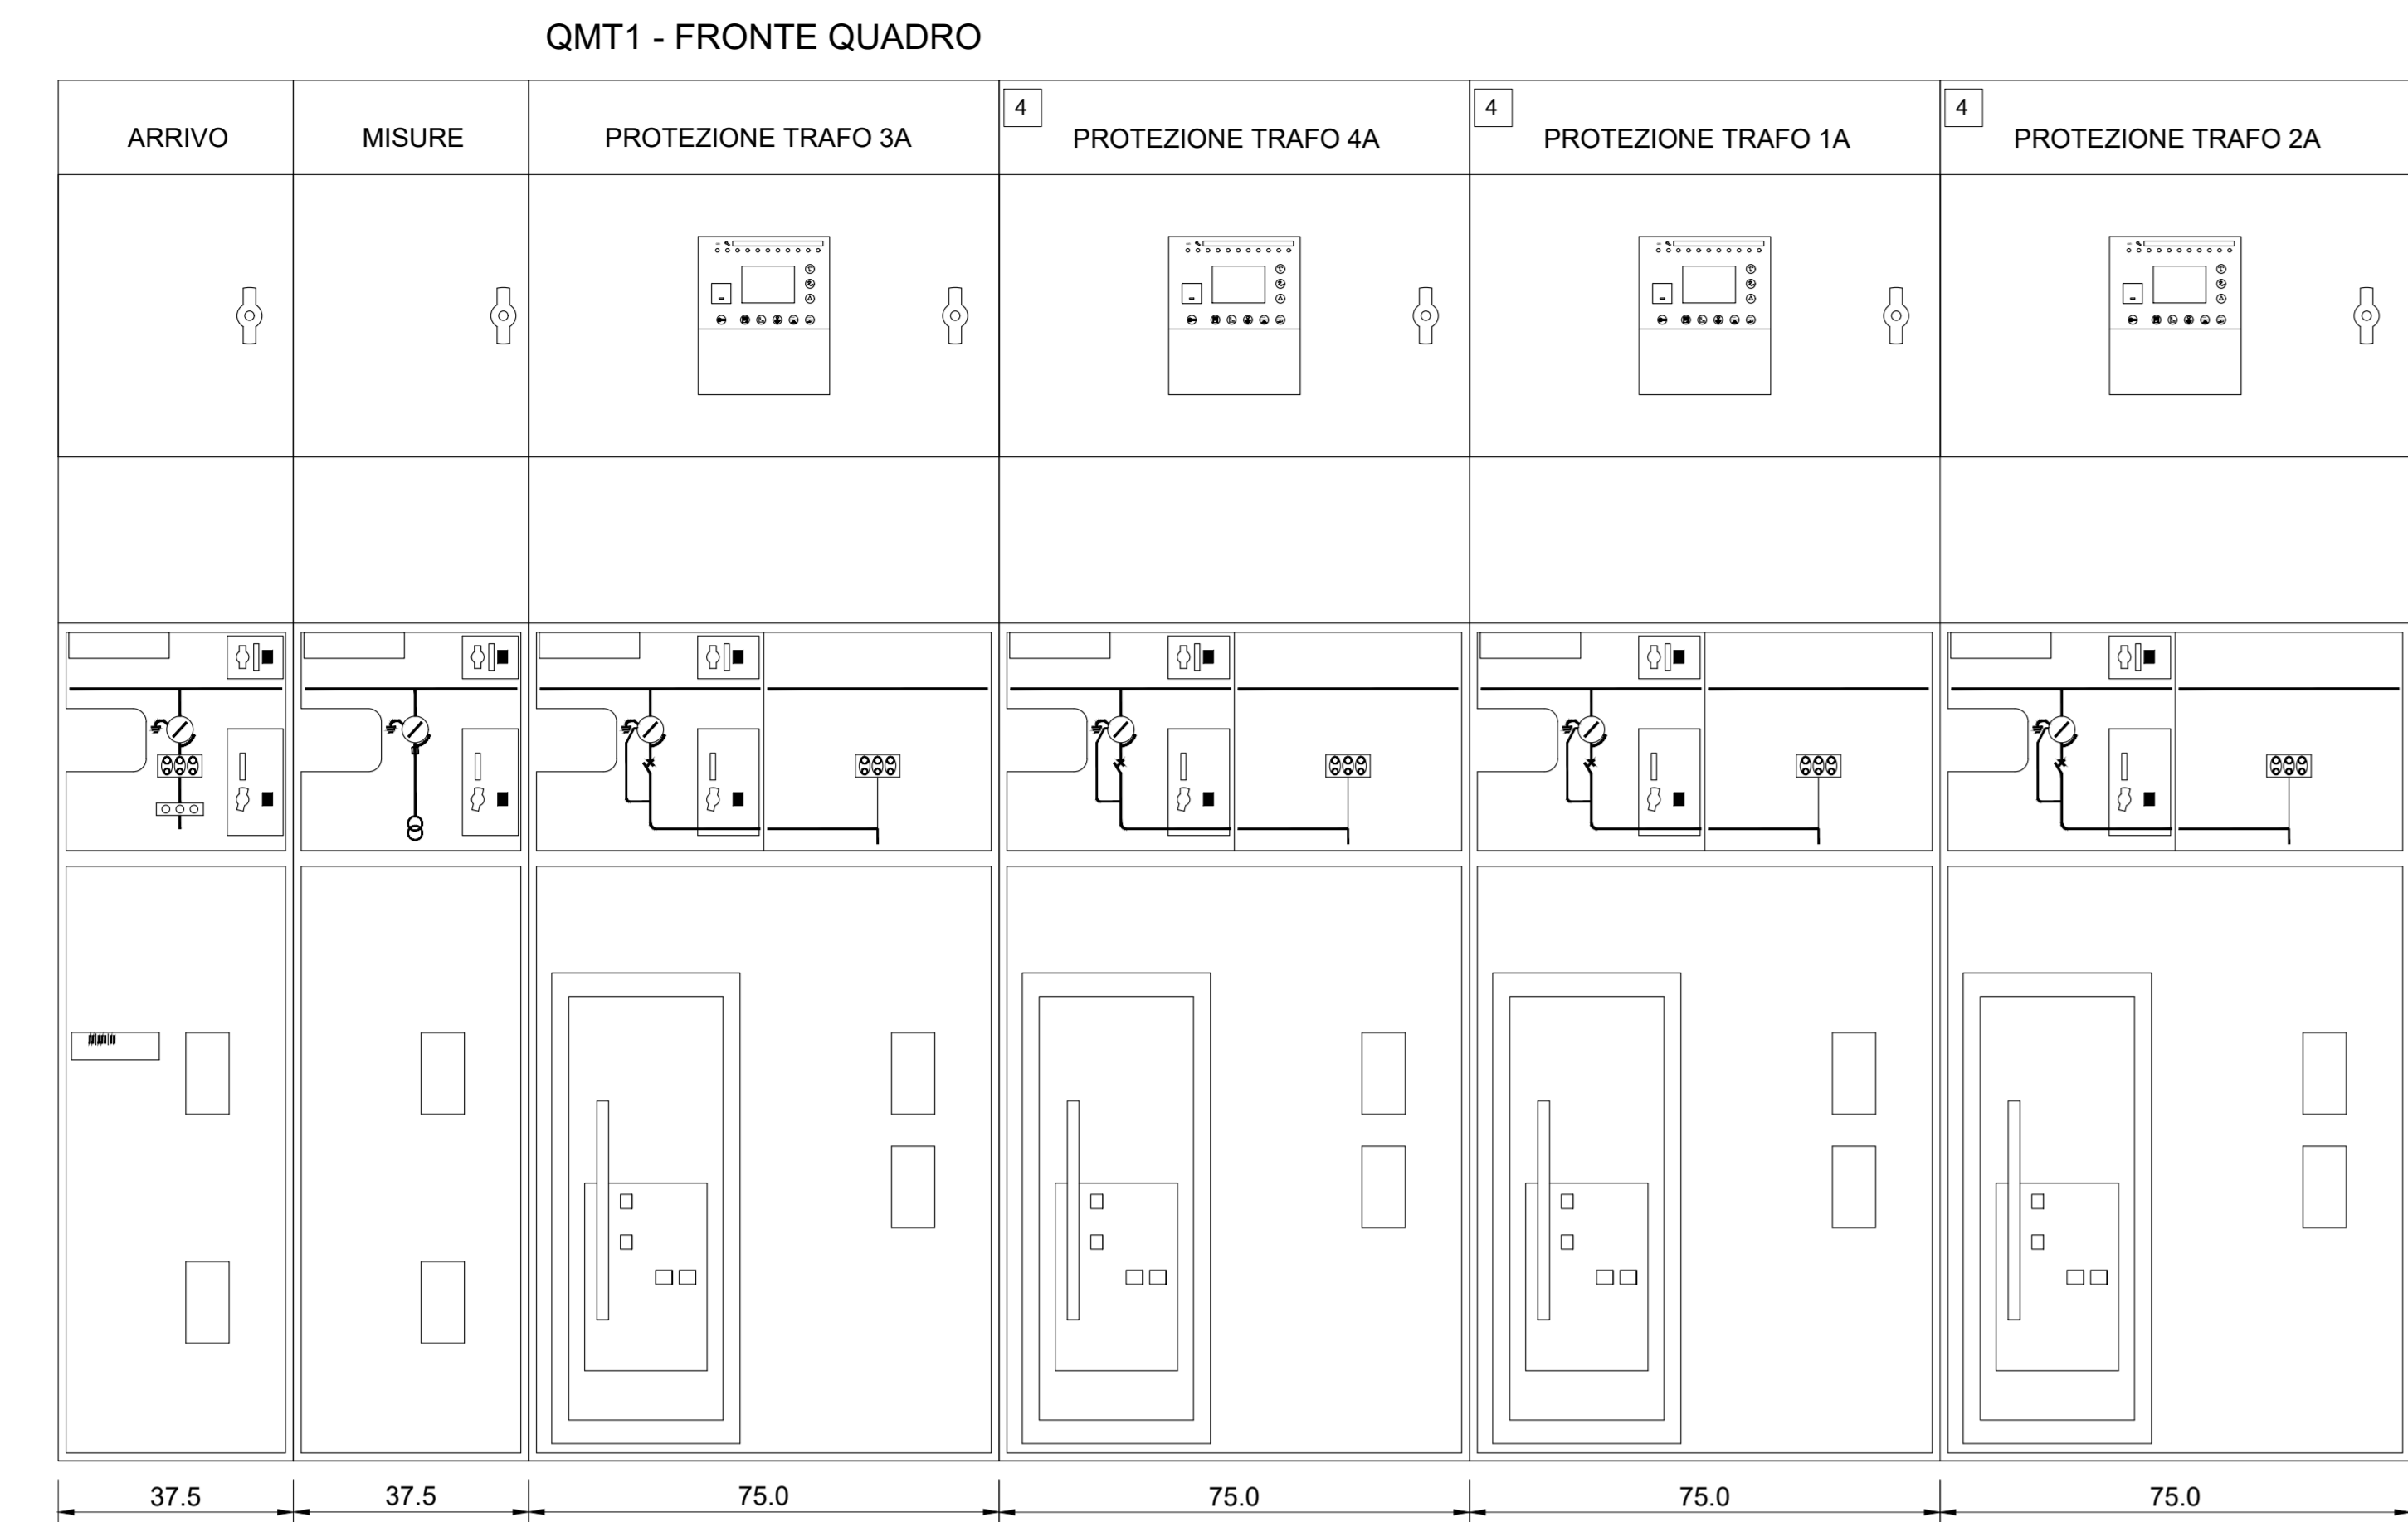 QMT1 - FRONTE QUADRO
ARRIVO
MISURE
PROTEZIONE TRAFO 3A
4
PROTEZIONE TRAFO 4A
4
PROTEZIONE TRAFO 1A
4
PROTEZIONE TRAFO 2A
37.5
37.5
75.0
75.0
75.0
75.0